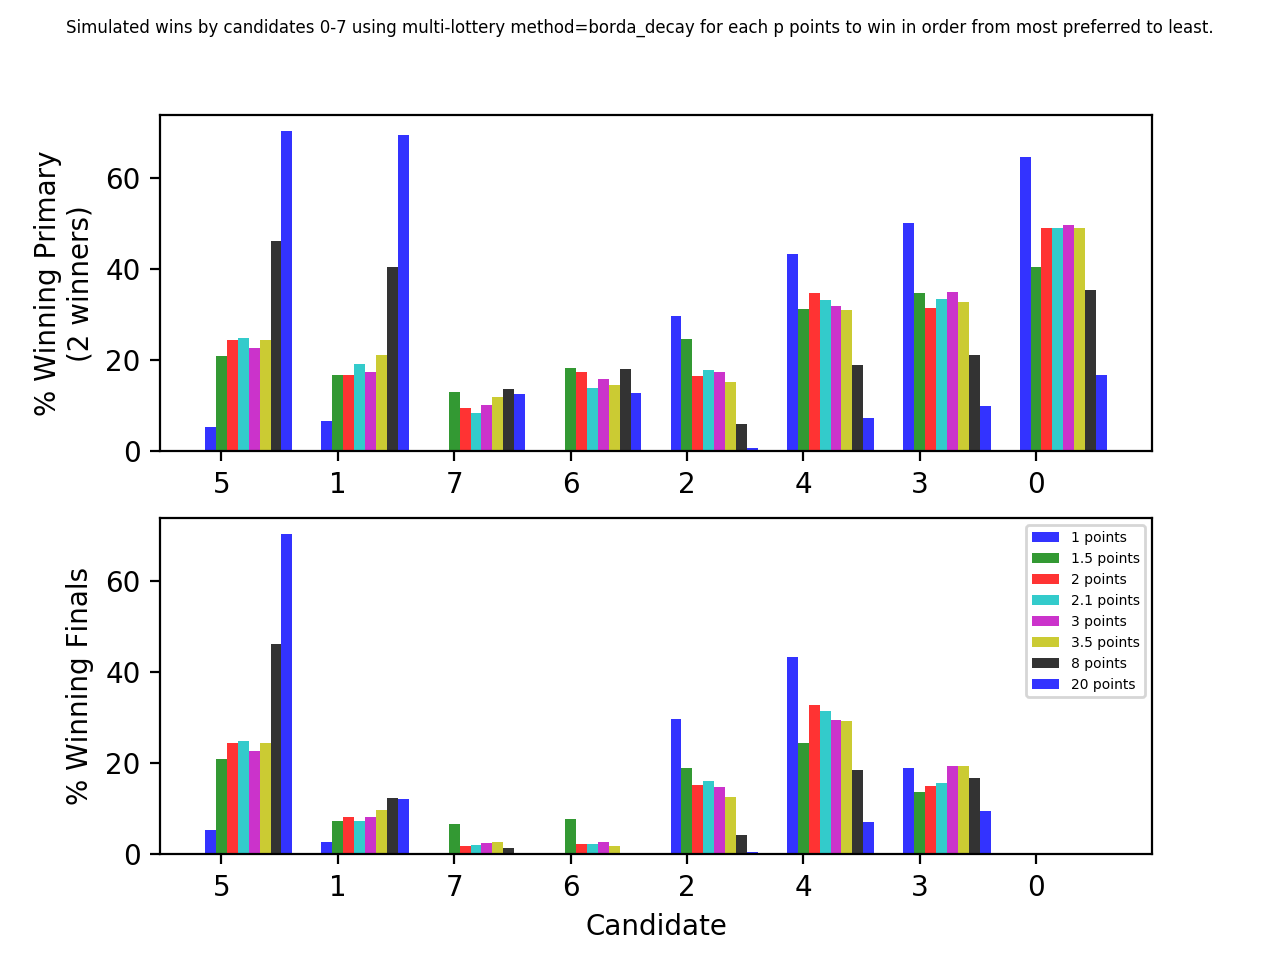 Simulated wins by candidates 0-7 using multi-lottery method=borda_decay for each p points to win in order from most preferred to least.
% Winning Primary
(2 winners)
60
40
20
0
5 1 7 6 2 4 3 0
% Winning Finals
60
40
20
0
1 points
1.5 points
2 points
2.1 points
3 points
3.5 points
8 points
20 points
5 1 7 6 2 4 3 0
Candidate